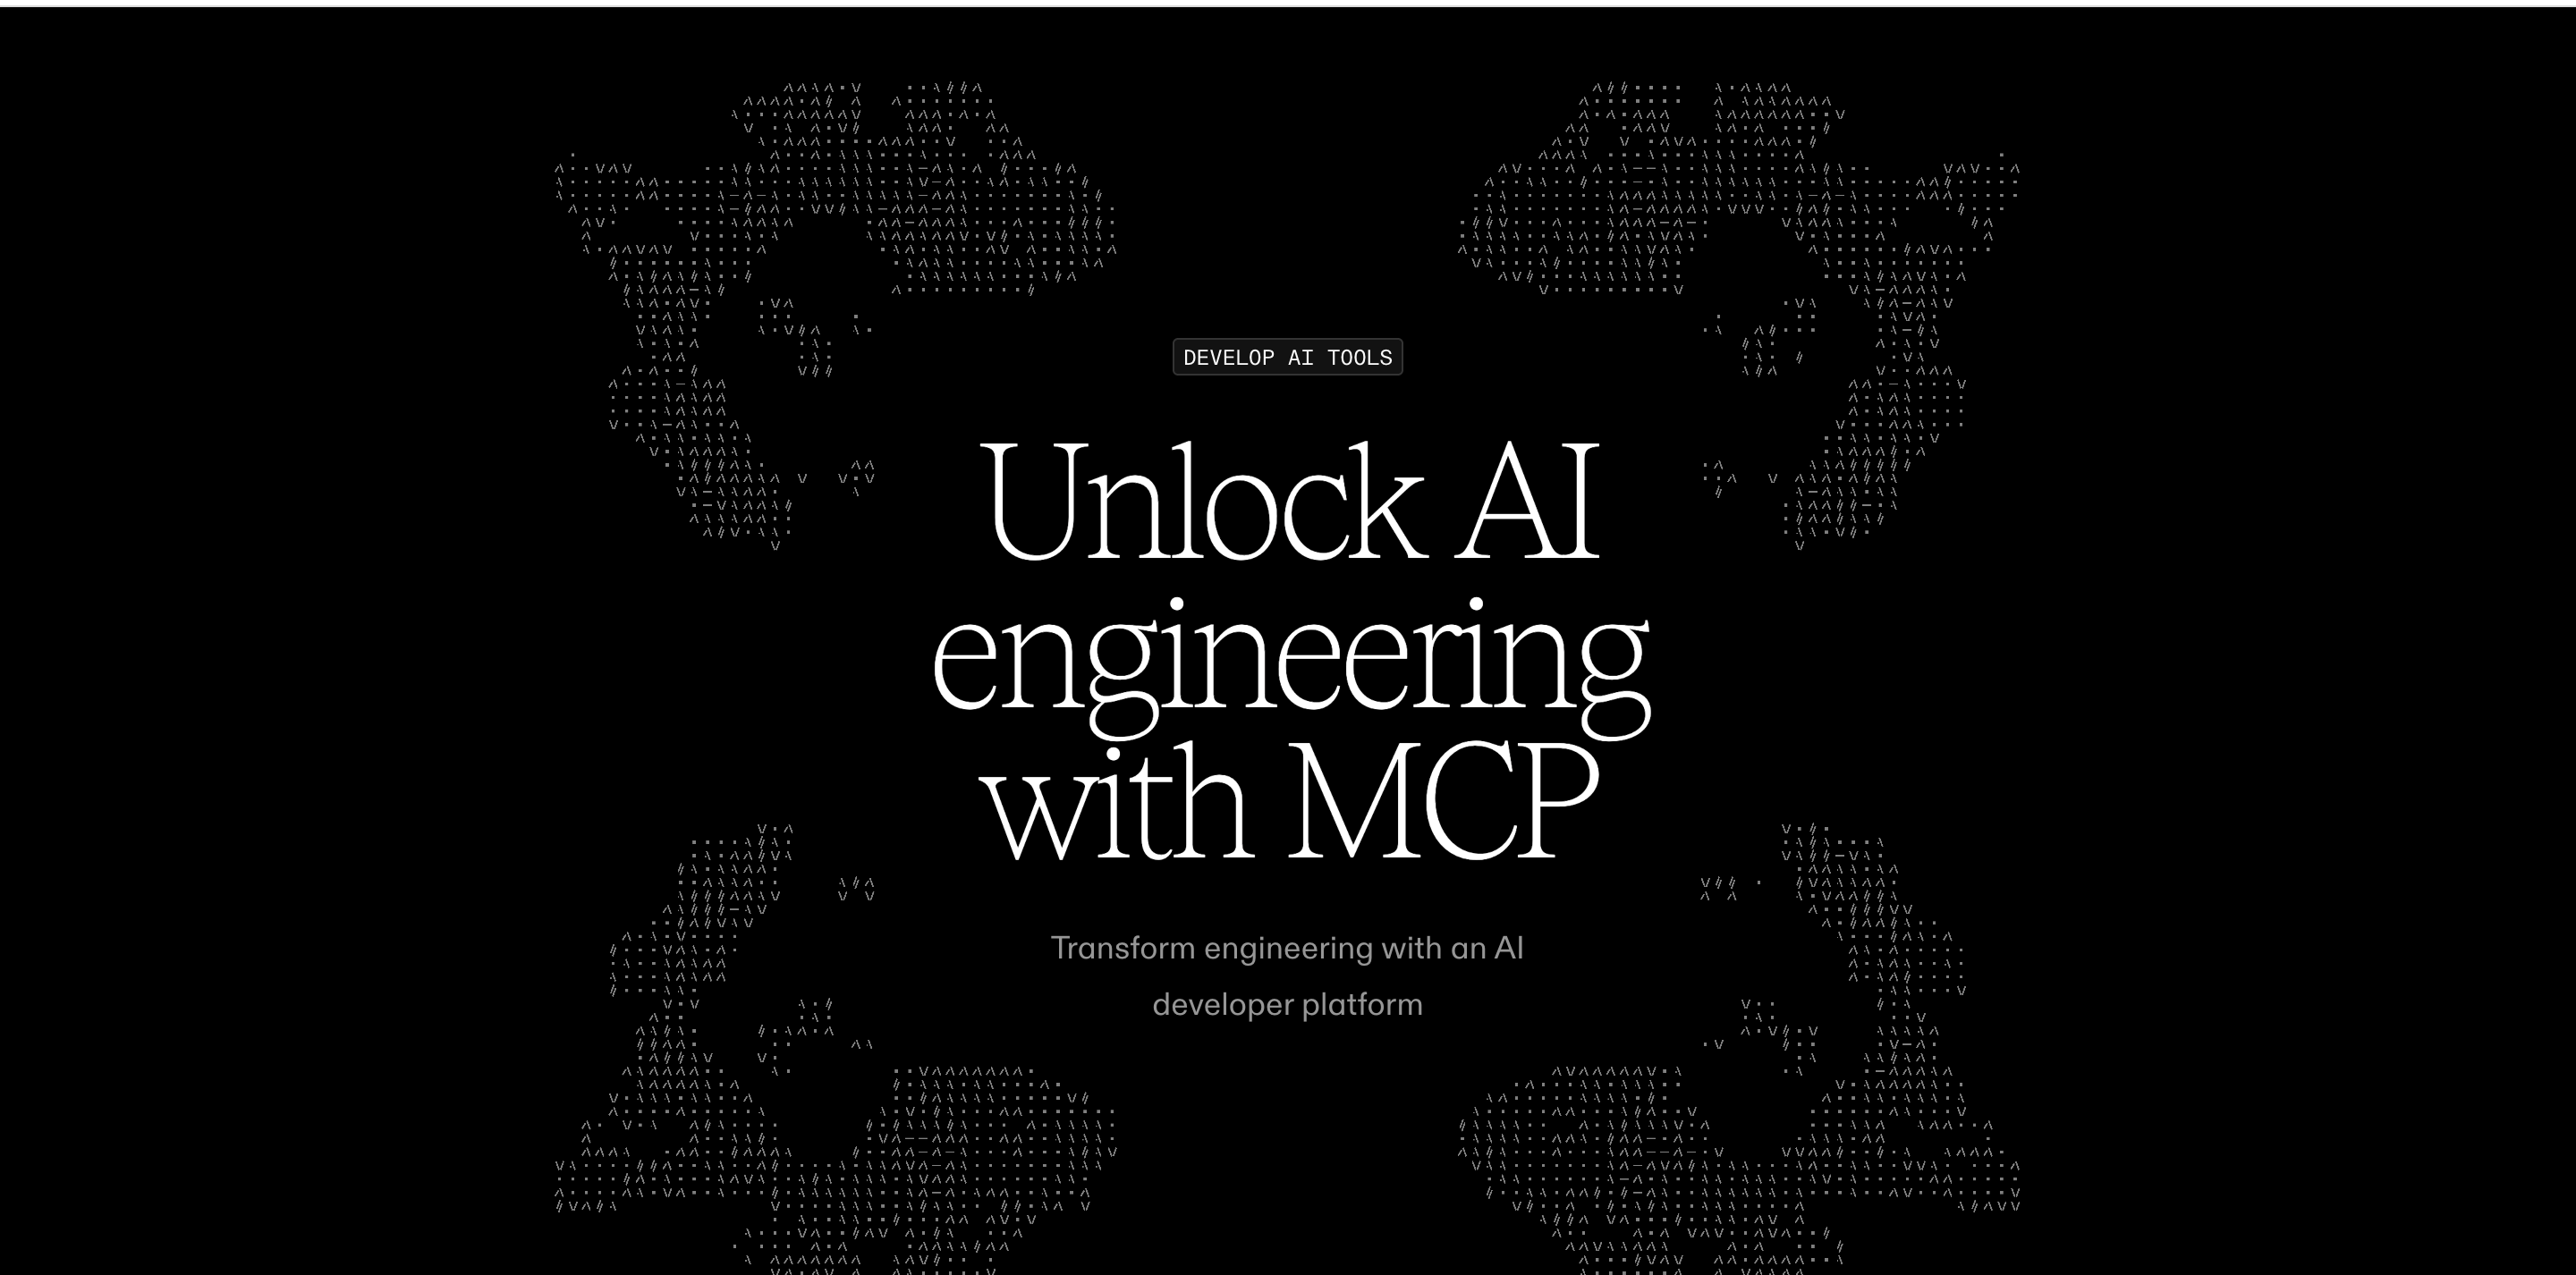 DEVELOP AI TOOLS
Unlock AI
engineering
with MCP
Transform engineering with an AI
developer platform